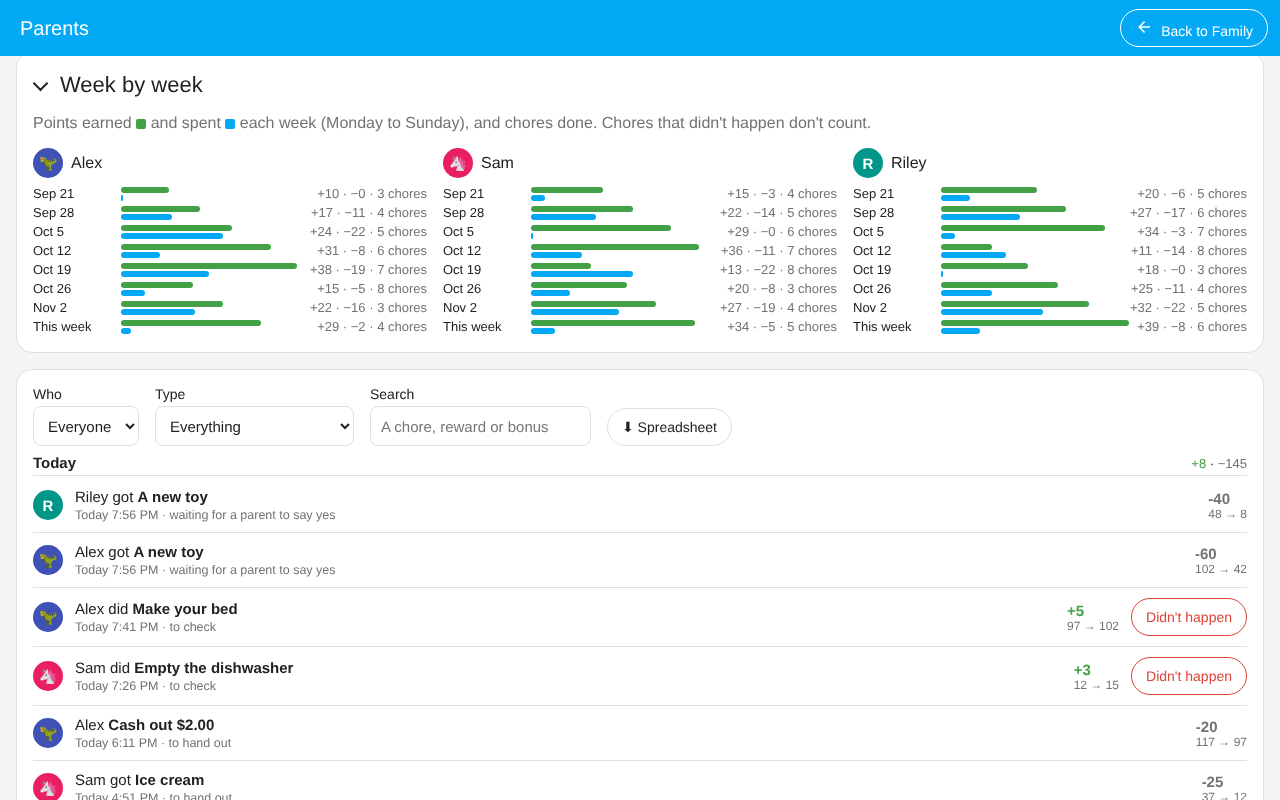 Parents
Back to Family
Week by week
Points earned and spent each week (Monday to Sunday), and chores done. Chores that didn't happen don't count.
Alex
Sep 21 +10 · −0 · 3 chores
Sep 28 +17 · −11 · 4 chores
Oct 5 +24 · −22 · 5 chores
Oct 12 +31 · −8 · 6 chores
Oct 19 +38 · −19 · 7 chores
Oct 26 +15 · −5 · 8 chores
Nov 2 +22 · −16 · 3 chores
This week +29 · −2 · 4 chores
Sam
Sep 21 +15 · −3 · 4 chores
Sep 28 +22 · −14 · 5 chores
Oct 5 +29 · −0 · 6 chores
Oct 12 +36 · −11 · 7 chores
Oct 19 +13 · −22 · 8 chores
Oct 26 +20 · −8 · 3 chores
Nov 2 +27 · −19 · 4 chores
This week +34 · −5 · 5 chores
R Riley
Sep 21 +20 · −6 · 5 chores
Sep 28 +27 · −17 · 6 chores
Oct 5 +34 · −3 · 7 chores
Oct 12 +11 · −14 · 8 chores
Oct 19 +18 · −0 · 3 chores
Oct 26 +25 · −11 · 4 chores
Nov 2 +32 · −22 · 5 chores
This week +39 · −8 · 6 chores
Who Type Search
Everyone Everything A chore, reward or bonus ⬇ Spreadsheet
Today +8 · −145
R Riley got A new toy -40
Today 7:56 PM · waiting for a parent to say yes 48 → 8
Alex got A new toy -60
Today 7:56 PM · waiting for a parent to say yes 102 → 42
Alex did Make your bed +5 Didn't happen
Today 7:41 PM · to check 97 → 102
Sam did Empty the dishwasher +3 Didn't happen
Today 7:26 PM · to check 12 → 15
Alex Cash out $2.00 -20
Today 6:11 PM · to hand out 117 → 97
Sam got Ice cream -25
Today 4:51 PM · to hand out 37 → 12